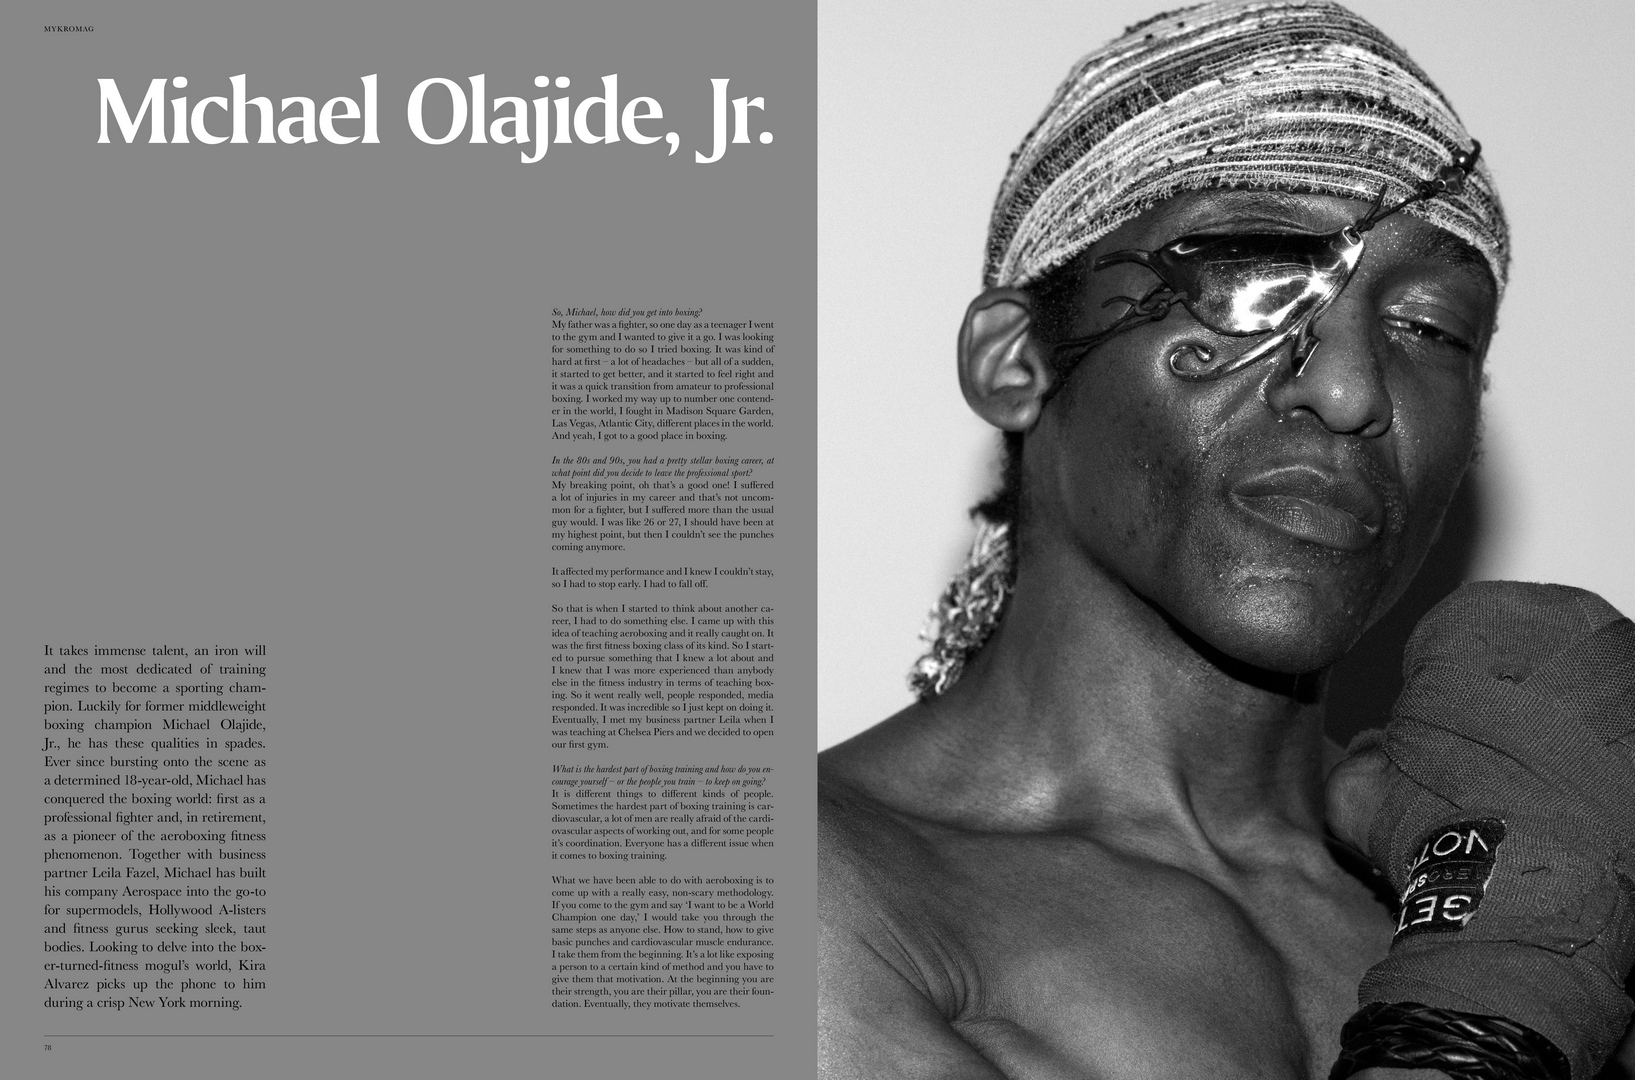 MYKROMAG
Michael Olajide, Jr.
It takes immense talent, an iron will
and the most dedicated of training
regimes to become a sporting cham-
pion. Luckily for former middleweight
boxing champion Michael Olajide,
Jr., he has these qualities in spades.
Ever since bursting onto the scene as
a determined 18-year-old, Michael has
conquered the boxing world: first as a
professional fighter and, in retirement,
as a pioneer of the aeroboxing fitness
phenomenon. Together with business
partner Leila Fazel, Michael has built
his company Aerospace into the go-to
for supermodels, Hollywood A-listers
and fitness gurus seeking sleek, taut
bodies. Looking to delve into the box-
er-turned-fitness mogul's world, Kira
Alvarez picks up the phone to him
during a crisp New York morning.
So, Michael, how did you get into boxing?
My father was a fighter, so one day as a teenager I went
to the gym and I wanted to give it a go. I was looking
for something to do so I tried boxing. It was kind of
hard at first – a lot of headaches – but all of a sudden,
it started to get better, and it started to feel right and
it was a quick transition from amateur to professional
boxing. I worked my way up to number one contend-
er in the world, I fought in Madison Square Garden,
Las Vegas, Atlantic City, different places in the world.
And yeah, I got to a good place in boxing.
In the 80s and 90s, you had a pretty stellar boxing career, at
what point did you decide to leave the professional sport?
My breaking point, oh that's a good one! I suffered
a lot of injuries in my career and that's not uncom-
mon for a fighter, but I suffered more than the usual
guy would. I was like 26 or 27, I should have been at
my highest point, but then I couldn't see the punches
coming anymore.
It affected my performance and I knew I couldn't stay,
so I had to stop early. I had to fall off.
So that is when I started to think about another ca-
reer, I had to do something else. I came up with this
idea of teaching aeroboxing and it really caught on. It
was the first fitness boxing class of its kind. So I start-
ed to pursue something that I knew a lot about and
I knew that I was more experienced than anybody
else in the fitness industry in terms of teaching box-
ing. So it went really well, people responded, media
responded. It was incredible so I just kept on doing it.
Eventually, I met my business partner Leila when I
was teaching at Chelsea Piers and we decided to open
our first gym.
What is the hardest part of boxing training and how do you en-
courage yourself – or the people you train – to keep on going?
It is different things to different kinds of people.
Sometimes the hardest part of boxing training is car-
diovascular, a lot of men are really afraid of the cardi-
ovascular aspects of working out, and for some people
it's coordination. Everyone has a different issue when
it comes to boxing training.
What we have been able to do with aeroboxing is to
come up with a really easy, non-scary methodology.
If you come to the gym and say 'I want to be a World
Champion one day,' I would take you through the
same steps as anyone else. How to stand, how to give
basic punches and cardiovascular muscle endurance.
I take them from the beginning. It's a lot like exposing
a person to a certain kind of method and you have to
give them that motivation. At the beginning you are
their strength, you are their pillar, you are their foun-
dation. Eventually, they motivate themselves.
78